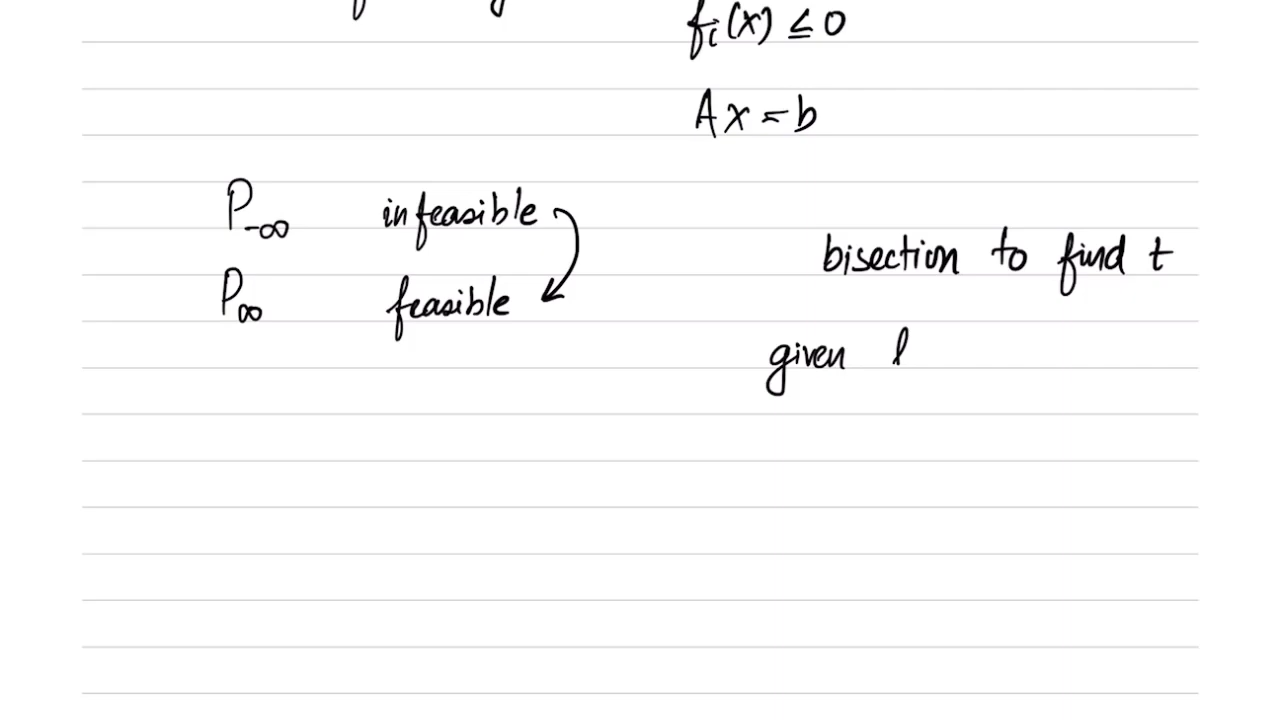 fi(x) ≤ 0
Ax = b
P-∞ infeasible
bisection to find t
P∞ feasible
given l